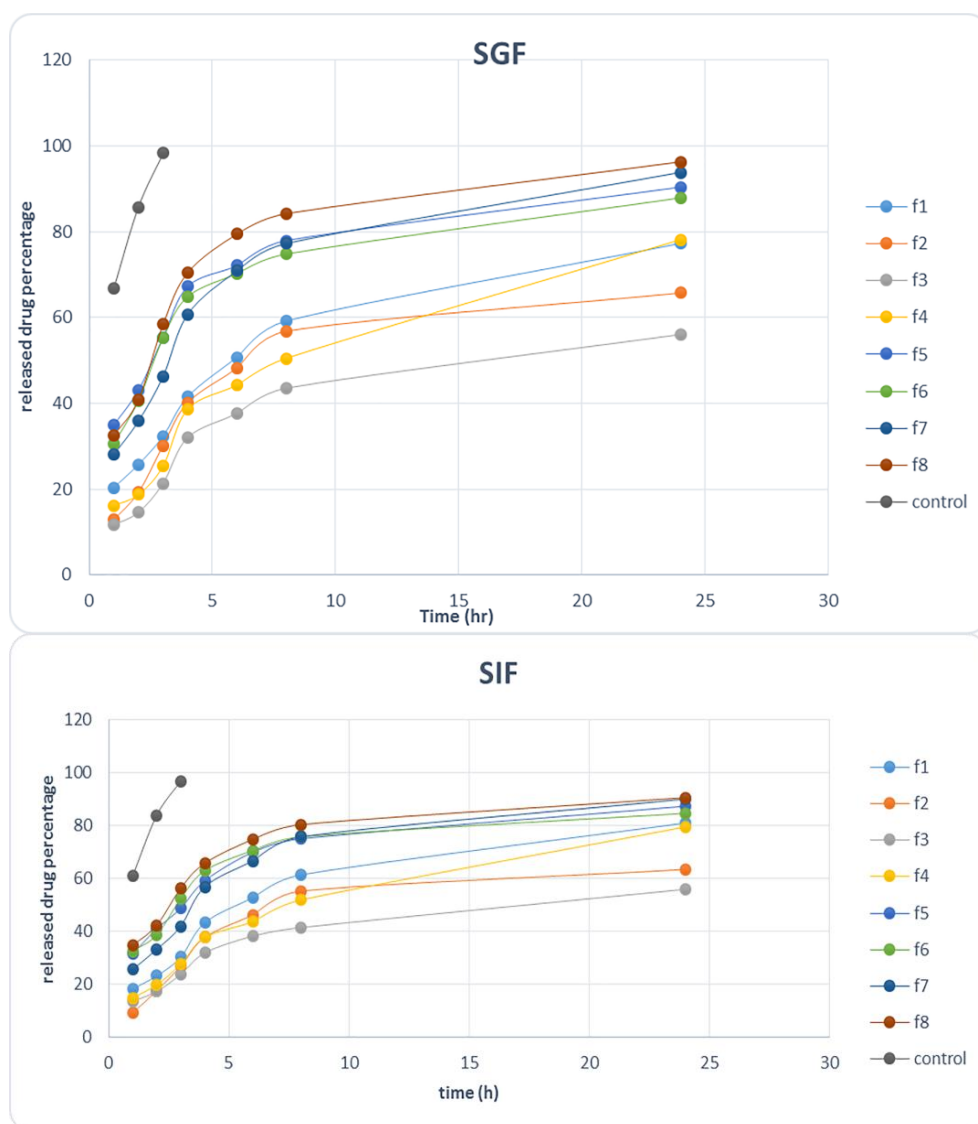 SGF
120
100
80
60
40
20
0
released drug percentage
0 5 10 15 20 25 30
Time (hr)
f1
f2
f3
f4
f5
f6
f7
f8
control
SIF
120
100
80
60
40
20
0
released drug percentage
0 5 10 15 20 25 30
time (h)
f1
f2
f3
f4
f5
f6
f7
f8
control